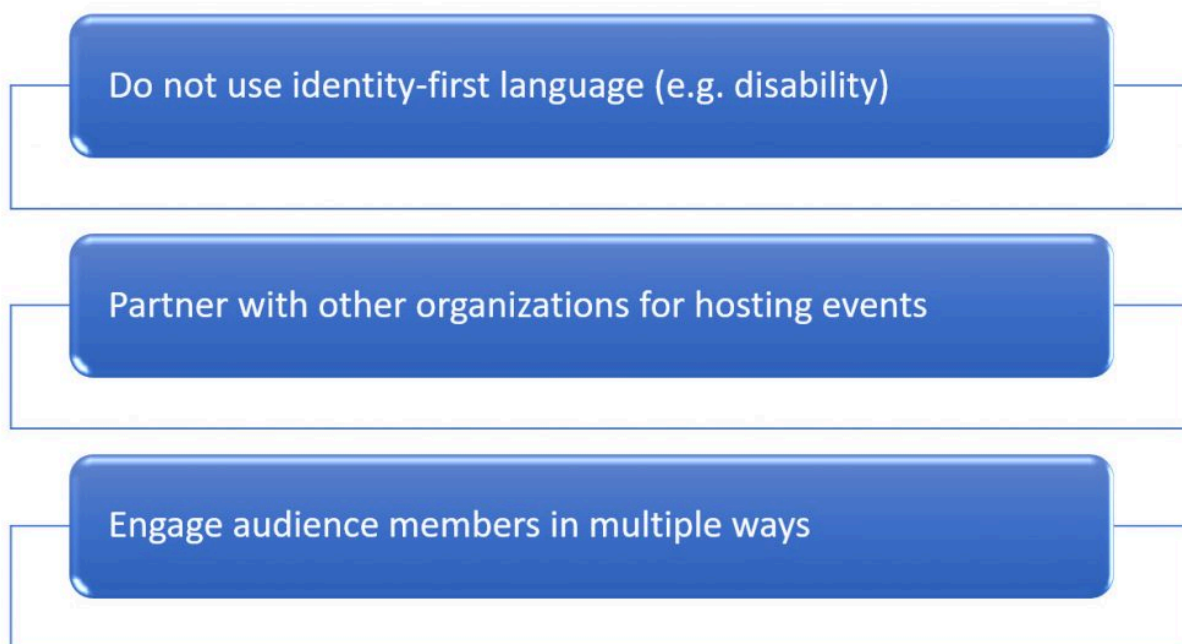 Do not use identity-first language (e.g. disability)
Partner with other organizations for hosting events
Engage audience members in multiple ways